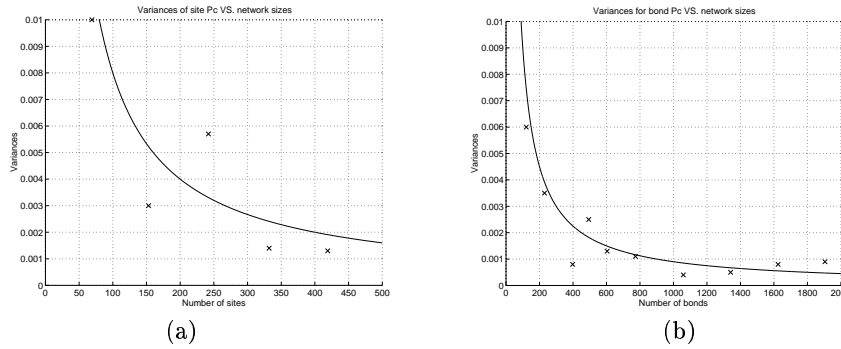 Variances of site Pc VS. network sizes
0.01
0.009
0.008
0.007
0.006
0.005
0.004
0.003
0.002
0.001
0
Variances
0 50 100 150 200 250 300 350 400 450 500
Number of sites
(a)
Variances for bond Pc VS. network sizes
0.01
0.009
0.008
0.007
0.006
0.005
0.004
0.003
0.002
0.001
0
Variances
0 200 400 600 800 1000 1200 1400 1600 1800
Number of bonds
(b)